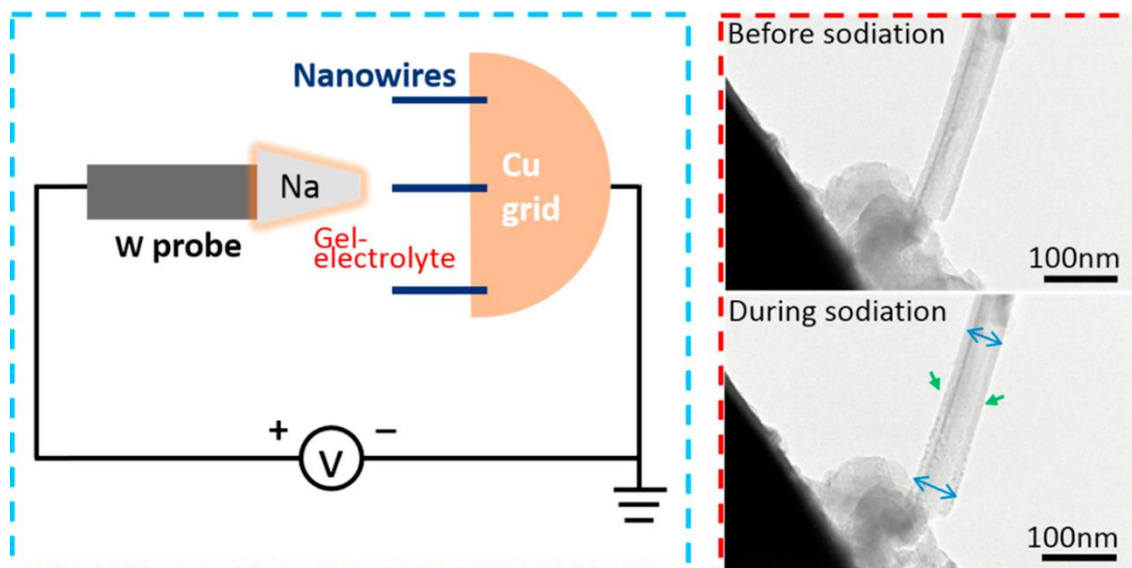 Nanowires
Na
Cu
grid
W probe
Gel-
electrolyte
+
−
V
Before sodiation
100nm
During sodiation
100nm